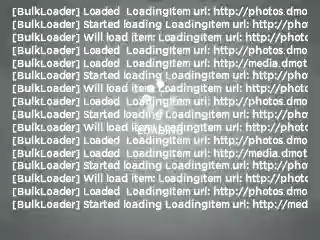 [BulkLoader] Loaded LoadingItem url: http://photos.dmo
[BulkLoader] Started loading LoadingItem url: http://pho
[BulkLoader] Will load item: LoadingItem url: http://phot
[BulkLoader] Loaded LoadingItem url: http://photos.dmo
[BulkLoader] Loaded LoadingItem url: http://media.dmot
[BulkLoader] Started loading LoadingItem url: http://pho
[BulkLoader] Will load item: LoadingItem url: http://phot
[BulkLoader] Loaded LoadingItem url: http://photos.dmo
[BulkLoader] Started loading LoadingItem url: http://pho
[BulkLoader] Will load item: LoadingItem url: http://phot
LOADING
[BulkLoader] Loaded LoadingItem url: http://photos.dmo
[BulkLoader] Loaded LoadingItem url: http://media.dmot
[BulkLoader] Started loading LoadingItem url: http://pho
[BulkLoader] Will load item: LoadingItem url: http://phot
[BulkLoader] Loaded LoadingItem url: http://photos.dmo
[BulkLoader] Started loading LoadingItem url: http://med